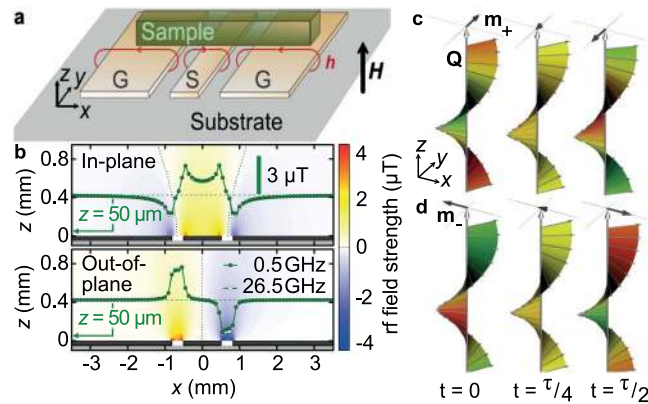 a
Sample
h
H
G
S
G
z
y
x
Substrate
b
In-plane
3 µT
z = 50 µm
0.8
0.4
0
z (mm)
Out-of-
plane
0.5 GHz
26.5 GHz
z = 50 µm
0.8
0.4
0
z (mm)
-3
-2
-1
0
1
2
3
x (mm)
4
2
0
-2
-4
rf field strength (µT)
c
m+
Q
z
y
x
d
m-
t = 0
t = τ/4
t = τ/2